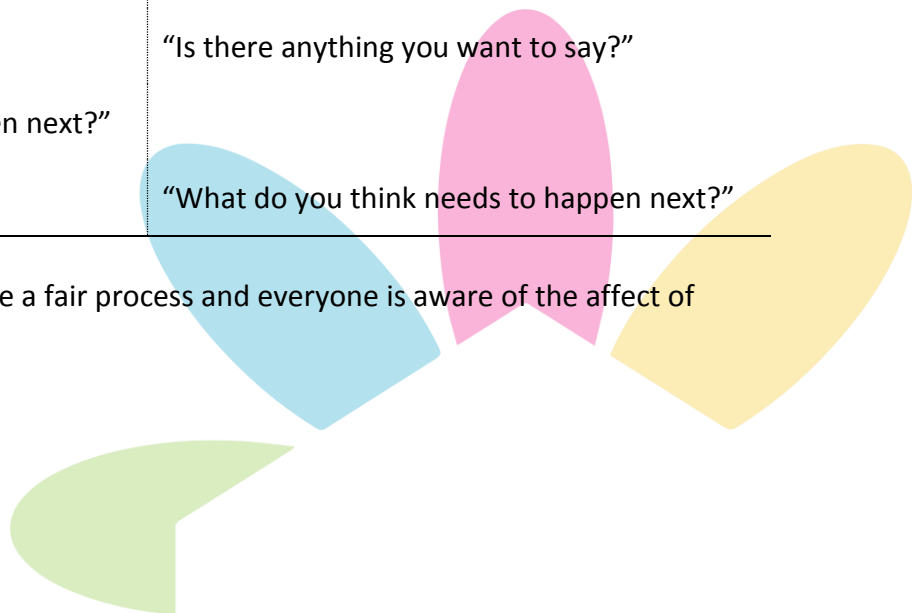 “Is there anything you want to say?”
en next?”
“What do you think needs to happen next?”
e a fair process and everyone is aware of the affect of